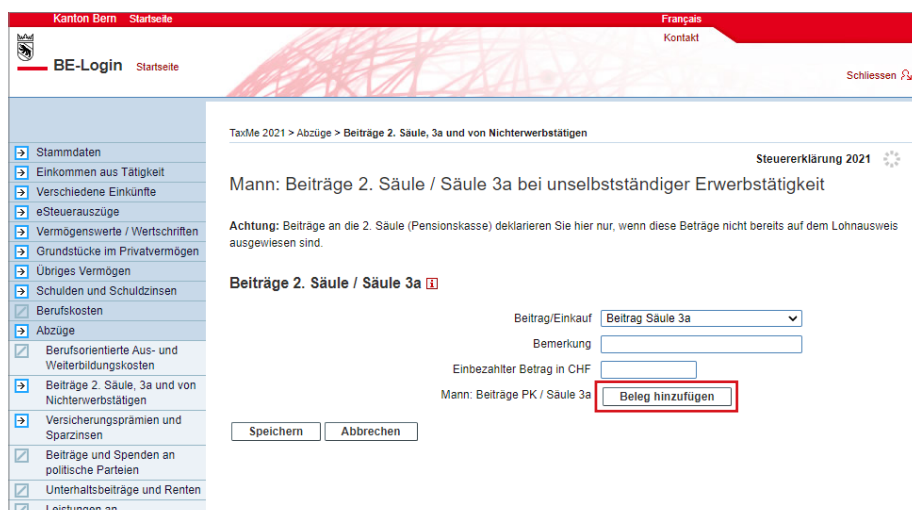 Kanton Bern Startseite Français
Kontakt
BE-Login Startseite
Schliessen
TaxMe 2021 > Abzüge > Beiträge 2. Säule, 3a und von Nichterwerbstätigen
Steuererklärung 2021
Stammdaten
Einkommen aus Tätigkeit
Verschiedene Einkünfte
eSteuerauszüge
Vermögenswerte / Wertschriften
Grundstücke im Privatvermögen
Übriges Vermögen
Schulden und Schuldzinsen
Berufskosten
Abzüge
Berufsorientierte Aus- und
Weiterbildungskosten
Beiträge 2. Säule, 3a und von
Nichterwerbstätigen
Versicherungsprämien und
Sparzinsen
Beiträge und Spenden an
politische Parteien
Unterhaltsbeiträge und Renten
Leistungen an
Mann: Beiträge 2. Säule / Säule 3a bei unselbstständiger Erwerbstätigkeit
Achtung: Beiträge an die 2. Säule (Pensionskasse) deklarieren Sie hier nur, wenn diese Beträge nicht bereits auf dem Lohnausweis
ausgewiesen sind.
Beiträge 2. Säule / Säule 3a
Beitrag/Einkauf Beitrag Säule 3a
Bemerkung
Einbezahlter Betrag in CHF
Mann: Beiträge PK / Säule 3a Beleg hinzufügen
Speichern Abbrechen